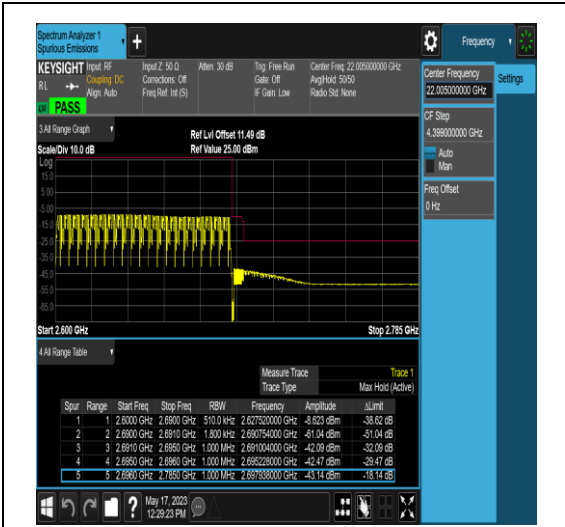 Spectrum Analyzer 1
Spurious Emissions
Frequency
KEYSIGHT
Input: RF
Coupling: DC
Align: Auto
Input Z: 50 Ω
Corrections: Off
Freq Ref: Int (S)
Atten: 30 dB
Trig: Free Run
Gate: Off
IF Gain: Low
Center Freq: 22.005000000 GHz
Avg|Hold: 50/50
Radio Std: None
RL
PASS
3 All Range Graph
Ref Lvl Offset 11.49 dB
Scale/Div 10.0 dB
Ref Value 25.00 dBm
Log
15.0
5.00
-5.00
-15.0
-25.0
-35.0
-45.0
-55.0
-65.0
Start 2.600 GHz
Stop 2.785 GHz
4 All Range Table
Measure Trace
Trace 1
Trace Type
Max Hold (Active)
Spur Range Start Freq Stop Freq RBW Frequency Amplitude ΔLimit
1 1 2.6000 GHz 2.6900 GHz 510.0 kHz 2.627520000 GHz -8.623 dBm -38.62 dB
2 2 2.6900 GHz 2.6910 GHz 1.800 kHz 2.690754000 GHz -61.04 dBm -51.04 dB
3 3 2.6910 GHz 2.6950 GHz 1.000 MHz 2.691004000 GHz -42.09 dBm -32.09 dB
4 4 2.6950 GHz 2.6960 GHz 1.000 MHz 2.695228000 GHz -42.47 dBm -29.47 dB
5 5 2.6960 GHz 2.7850 GHz 1.000 MHz 2.697938000 GHz -43.14 dBm -18.14 dB
May 17, 2023
12:29:23 PM
Center Frequency
22.005000000 GHz
Settings
CF Step
4.399000000 GHz
Auto
Man
Freq Offset
0 Hz